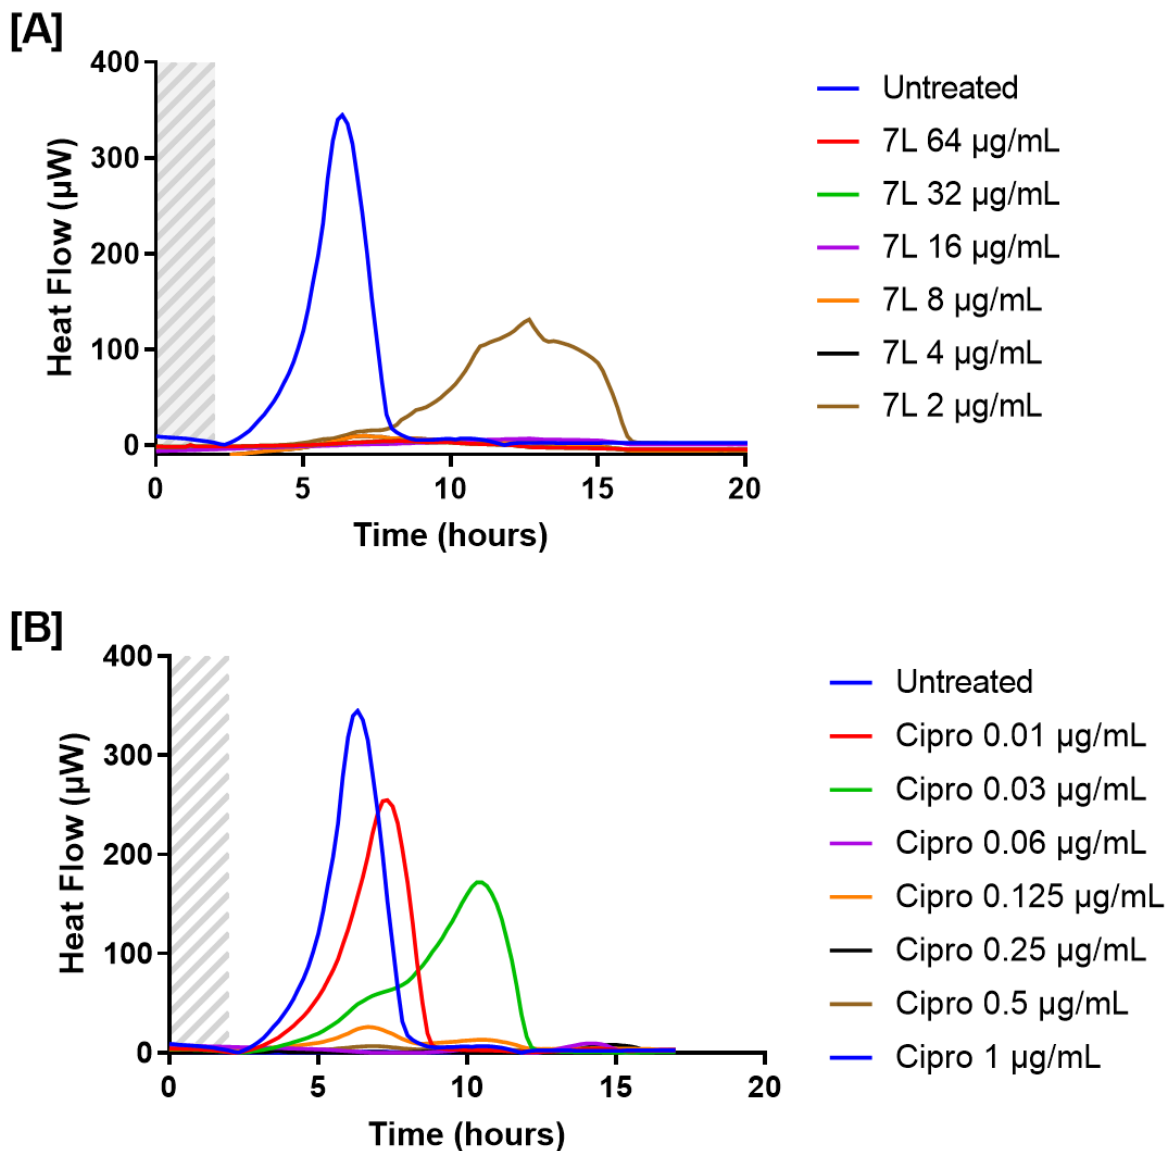 [A]
400
300
200
100
0
Heat Flow (µW)
0 5 10 15 20
Time (hours)
Untreated
7L 64 µg/mL
7L 32 µg/mL
7L 16 µg/mL
7L 8 µg/mL
7L 4 µg/mL
7L 2 µg/mL
[B]
400
300
200
100
0
Heat Flow (µW)
0 5 10 15 20
Time (hours)
Untreated
Cipro 0.01 µg/mL
Cipro 0.03 µg/mL
Cipro 0.06 µg/mL
Cipro 0.125 µg/mL
Cipro 0.25 µg/mL
Cipro 0.5 µg/mL
Cipro 1 µg/mL